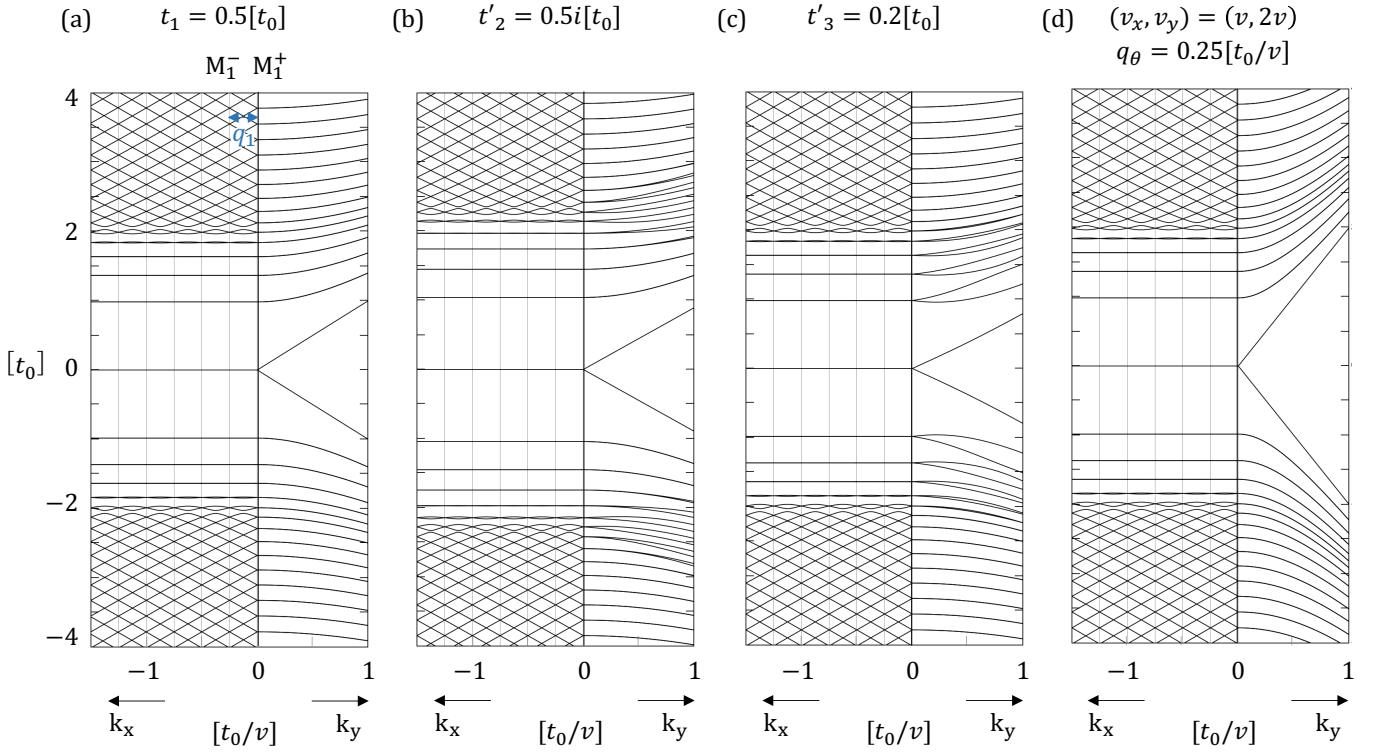 (a) t₁ = 0.5[t₀]
(b) t′₂ = 0.5i[t₀]
(c) t′₃ = 0.2[t₀]
(d) (vₓ, v_y) = (v, 2v)
q_θ = 0.25[t₀/v]
M₁⁻ M₁⁺
q₁
4
2
[t₀] 0
−2
−4
−1 0 1
−1 0 1
−1 0 1
−1 0 1
kₓ [t₀/v] k_y
kₓ [t₀/v] k_y
kₓ [t₀/v] k_y
kₓ [t₀/v] k_y